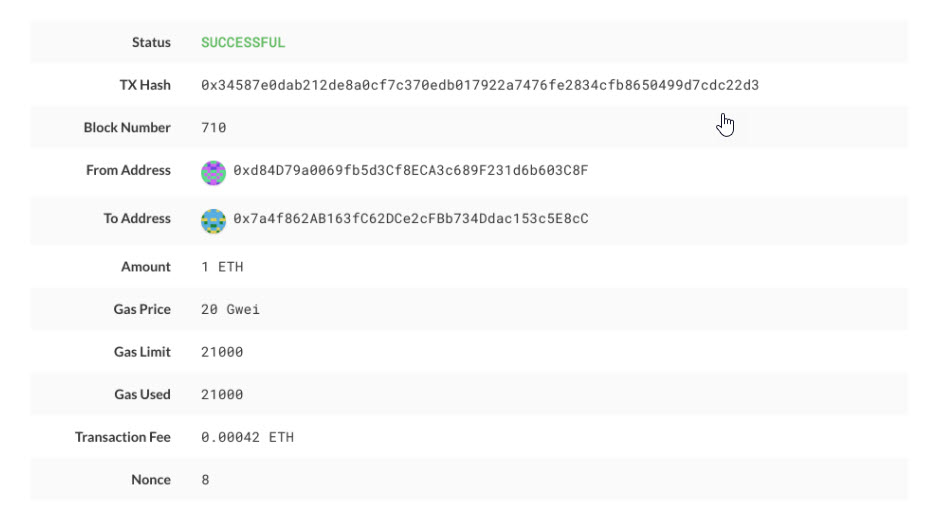 Status SUCCESSFUL
TX Hash 0x34587e0dab212de8a0cf7c370edb017922a7476fe2834cfb8650499d7cdc22d3
Block Number 710
From Address 0xd84D79a0069fb5d3Cf8ECA3c689F231d6b603C8F
To Address 0x7a4f862AB163fC62DCe2cFBb734Ddac153c5E8cC
Amount 1 ETH
Gas Price 20 Gwei
Gas Limit 21000
Gas Used 21000
Transaction Fee 0.00042 ETH
Nonce 8